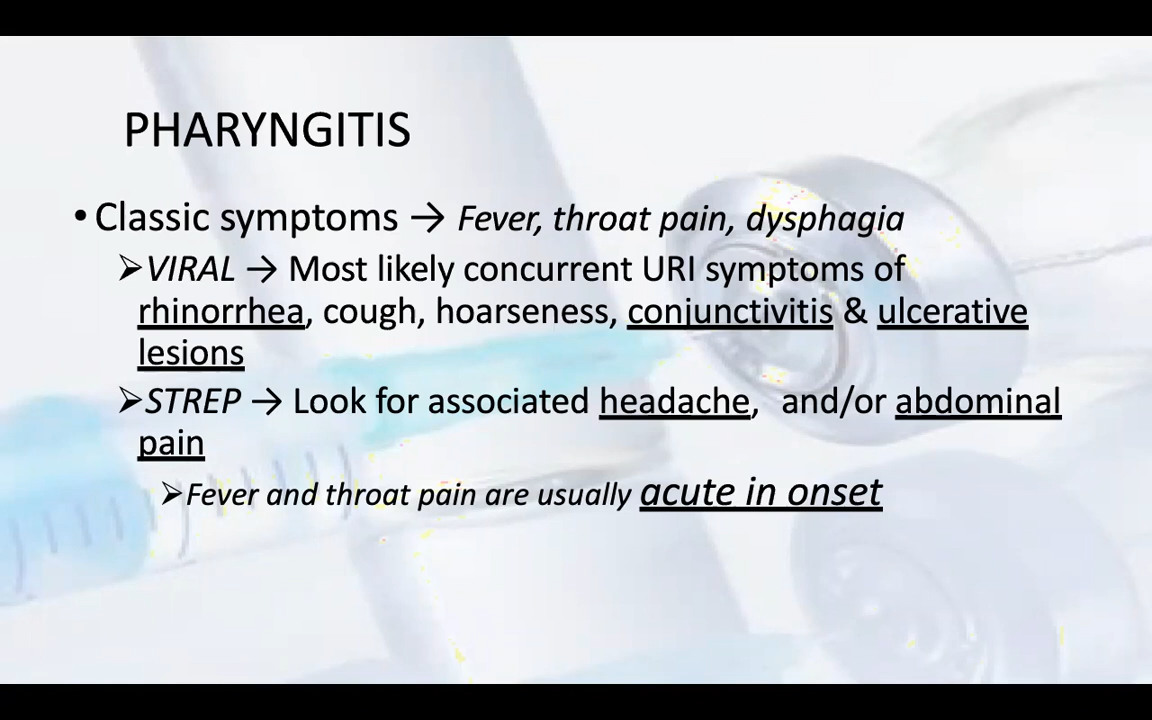 PHARYNGITIS
• Classic symptoms → Fever, throat pain, dysphagia
➢VIRAL → Most likely concurrent URI symptoms of
rhinorrhea, cough, hoarseness, conjunctivitis & ulcerative
lesions
➢STREP → Look for associated headache, and/or abdominal
pain
➢Fever and throat pain are usually acute in onset